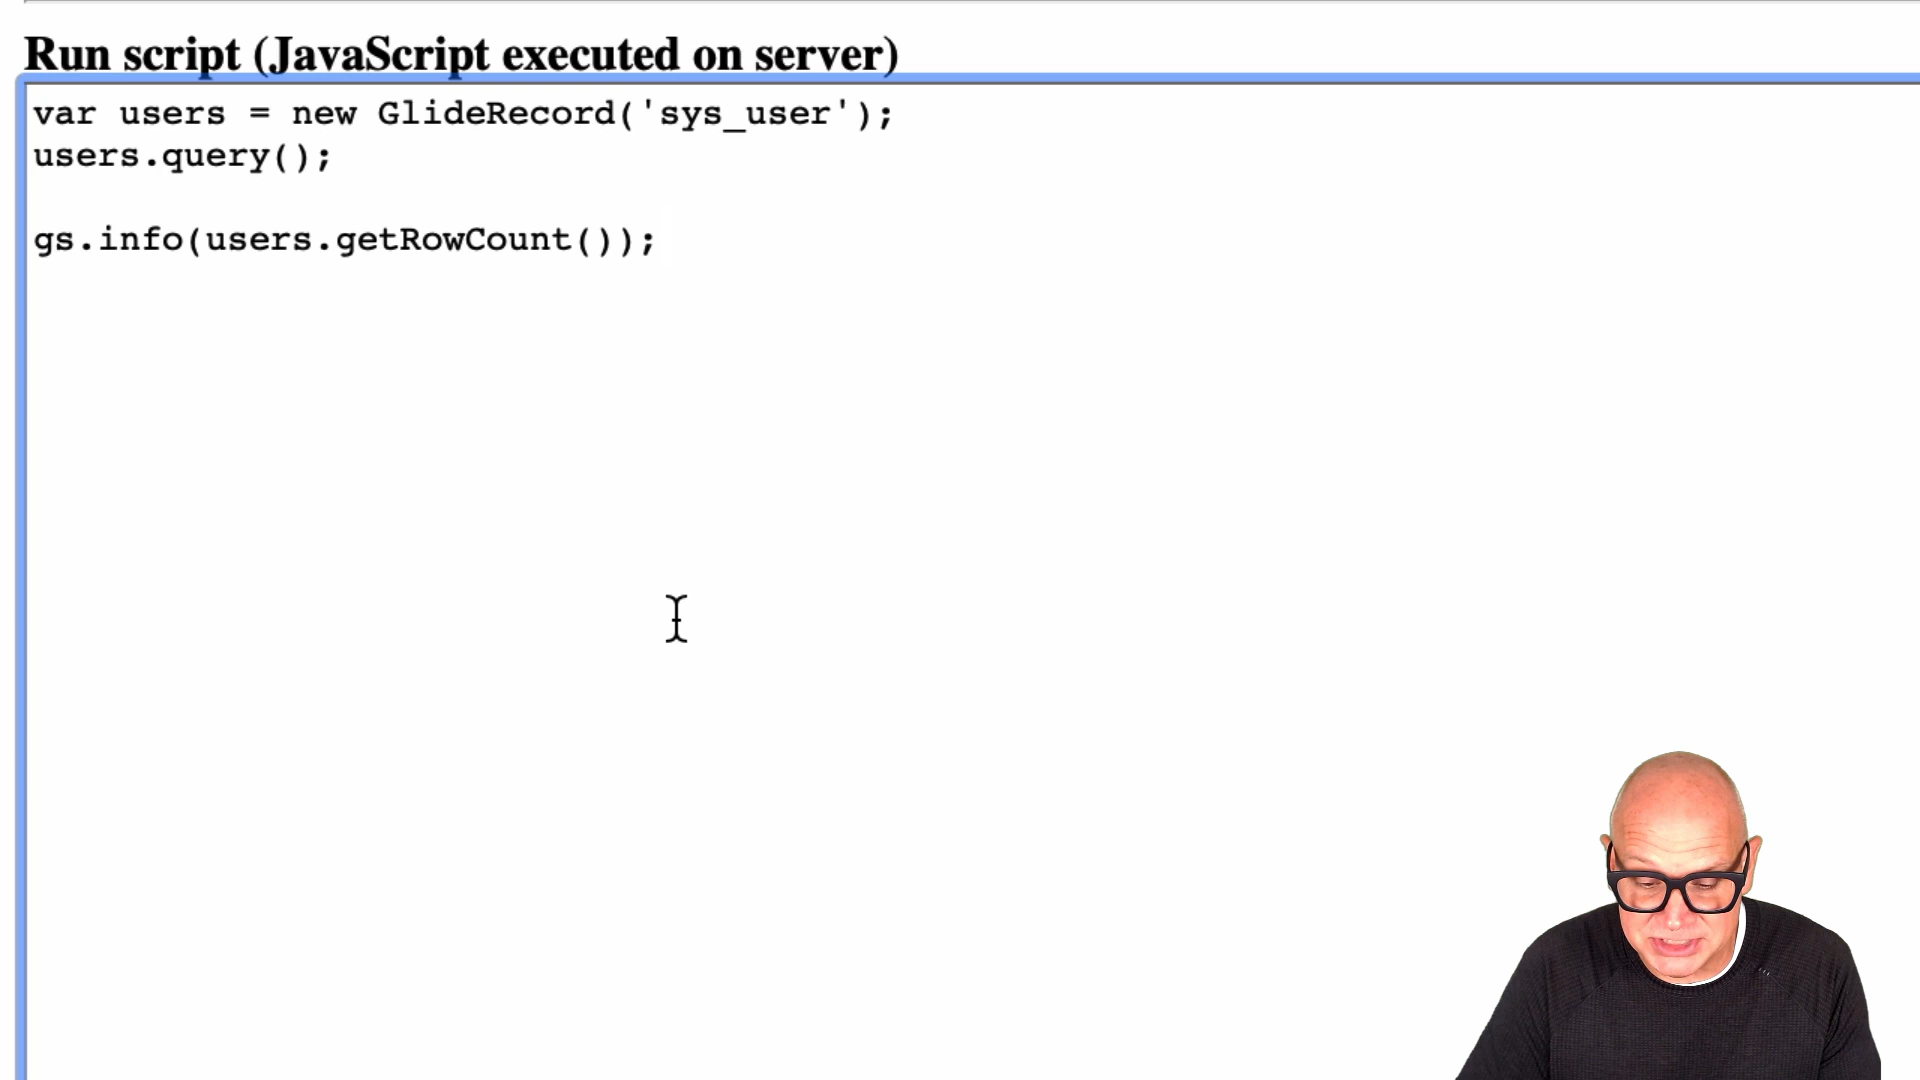 Run script (JavaScript executed on server)
var users = new GlideRecord('sys_user');
users.query();
gs.info(users.getRowCount());